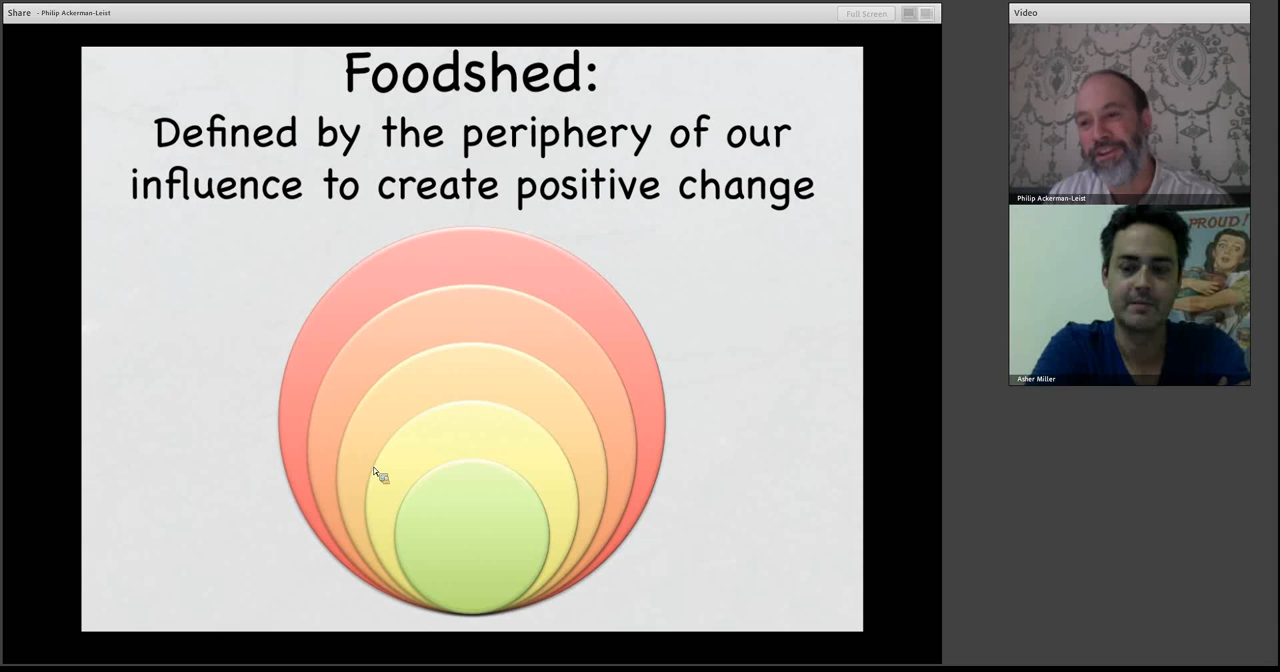 Share - Philip Ackerman-Leist
Full Screen
Video
Foodshed:
Defined by the periphery of our
influence to create positive change
Philip Ackerman-Leist
PROUD!
Asher Miller